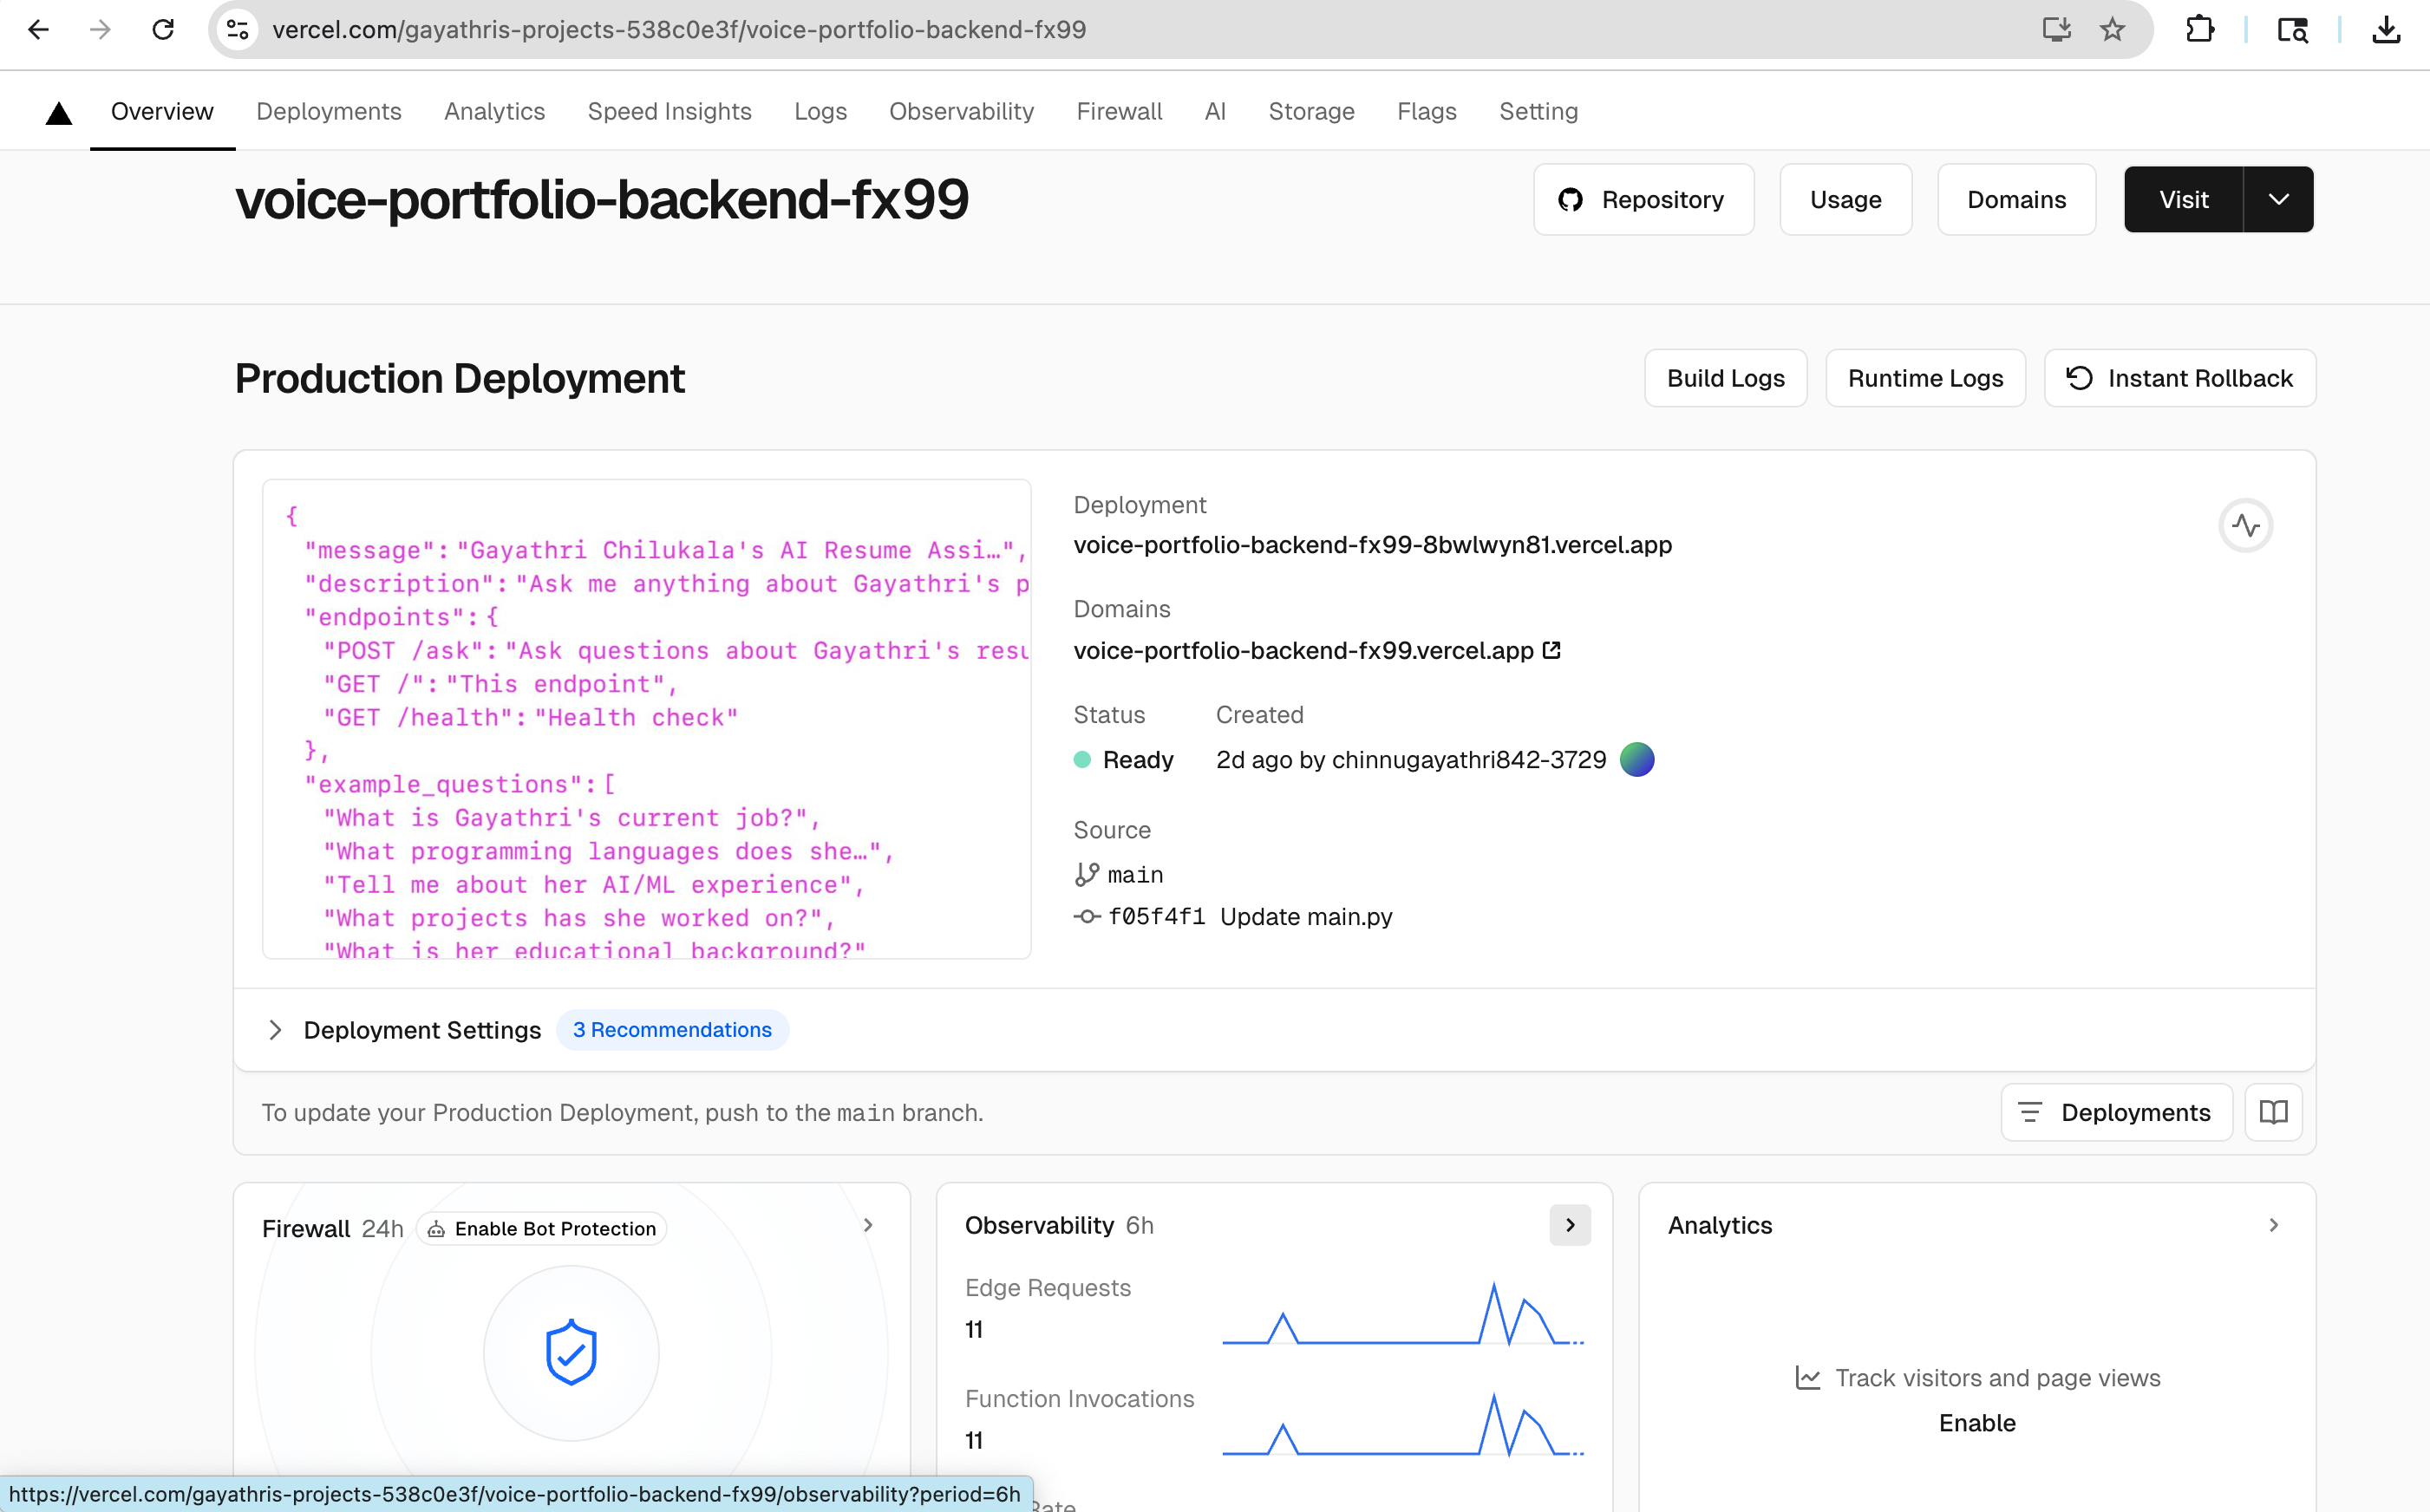 vercel.com/gayathris-projects-538c0e3f/voice-portfolio-backend-fx99
Overview Deployments Analytics Speed Insights Logs Observability Firewall AI Storage Flags Setting
voice-portfolio-backend-fx99
Repository Usage Domains Visit
Production Deployment
Build Logs Runtime Logs Instant Rollback
{
"message":"Gayathri Chilukala's AI Resume Assi…",
"description":"Ask me anything about Gayathri's p
"endpoints":{
"POST /ask":"Ask questions about Gayathri's resu
"GET /":"This endpoint",
"GET /health":"Health check"
},
"example_questions":[
"What is Gayathri's current job?",
"What programming languages does she…",
"Tell me about her AI/ML experience",
"What projects has she worked on?",
"What is her educational background?"
Deployment
voice-portfolio-backend-fx99-8bwlwyn81.vercel.app
Domains
voice-portfolio-backend-fx99.vercel.app
Status Created
Ready 2d ago by chinnugayathri842-3729
Source
main
f05f4f1 Update main.py
Deployment Settings 3 Recommendations
To update your Production Deployment, push to the main branch.
Deployments
Firewall 24h Enable Bot Protection
Observability 6h
Edge Requests
11
Function Invocations
11
Analytics
Track visitors and page views
Enable
https://vercel.com/gayathris-projects-538c0e3f/voice-portfolio-backend-fx99/observability?period=6h
Rate